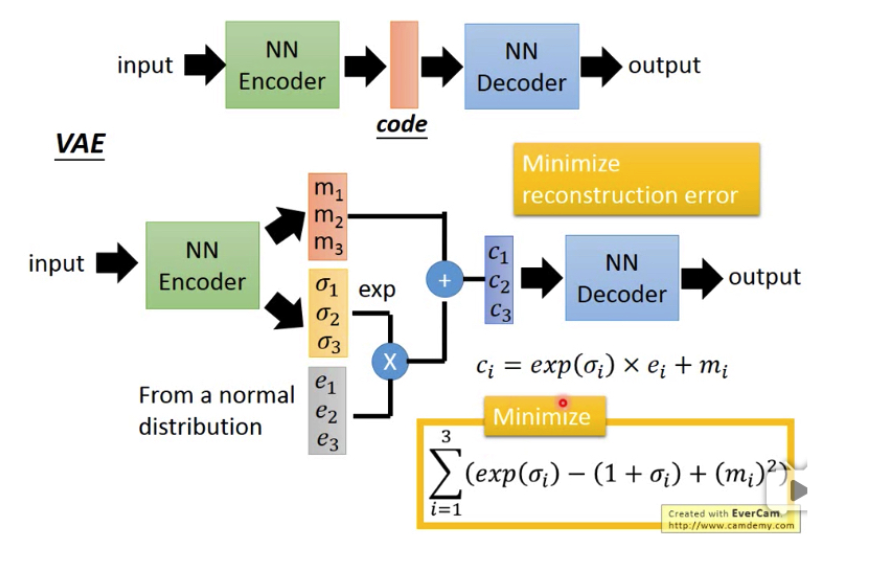 input
NN
Encoder
code
NN
Decoder
output
VAE
Minimize
reconstruction error
input
NN
Encoder
m₁
m₂
m₃
σ₁
σ₂
σ₃
exp
From a normal
distribution
e₁
e₂
e₃
X
+
c₁
c₂
c₃
NN
Decoder
output
cᵢ = exp(σᵢ) × eᵢ + mᵢ
Minimize
3
∑(exp(σᵢ) − (1 + σᵢ) + (mᵢ)²)
i=1
Created with EverCam.
http://www.camdemy.com